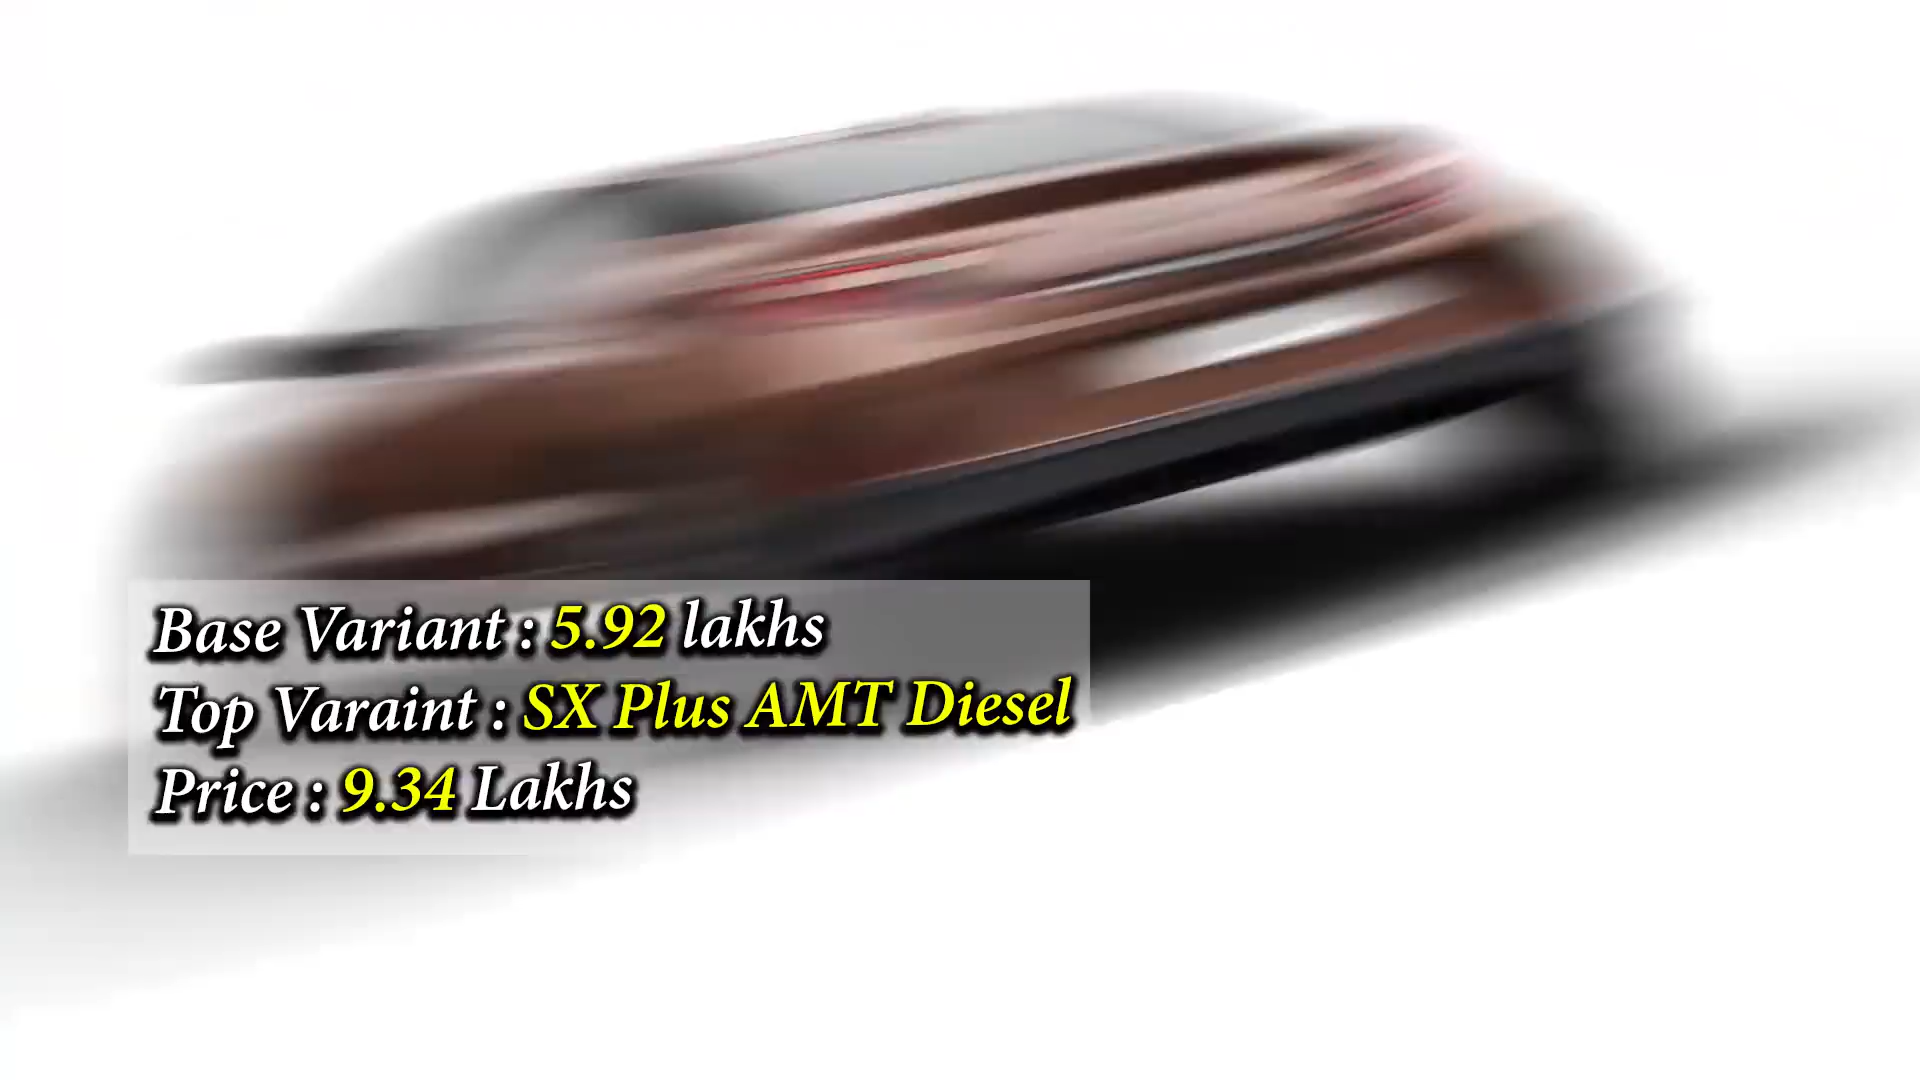 Base Variant : 5.92 lakhs
Top Varaint : SX Plus AMT Diesel
Price : 9.34 Lakhs